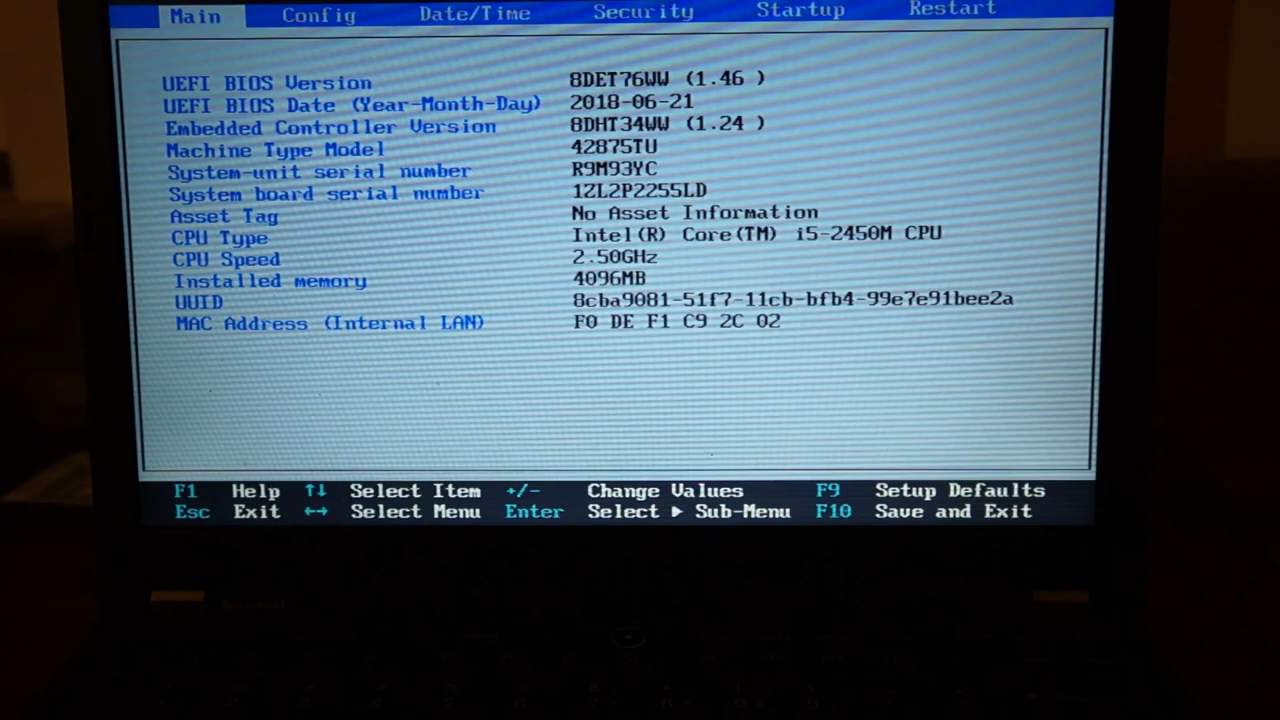 Main Config Date/Time Security Startup Restart
UEFI BIOS Version 8DET76WW (1.46 )
UEFI BIOS Date (Year-Month-Day) 2018-06-21
Embedded Controller Version 8DHT34WW (1.24 )
Machine Type Model 42875TU
System-unit serial number R9M93YC
System board serial number 1ZL2P2255LD
Asset Tag No Asset Information
CPU Type Intel(R) Core(TM) i5-2450M CPU
CPU Speed 2.50GHz
Installed memory 4096MB
UUID 8cba9081-51f7-11cb-bfb4-99e7e91bee2a
MAC Address (Internal LAN) F0 DE F1 C9 2C 02
F1 Help ↑↓ Select Item +/- Change Values F9 Setup Defaults
Esc Exit ←→ Select Menu Enter Select ▶ Sub-Menu F10 Save and Exit